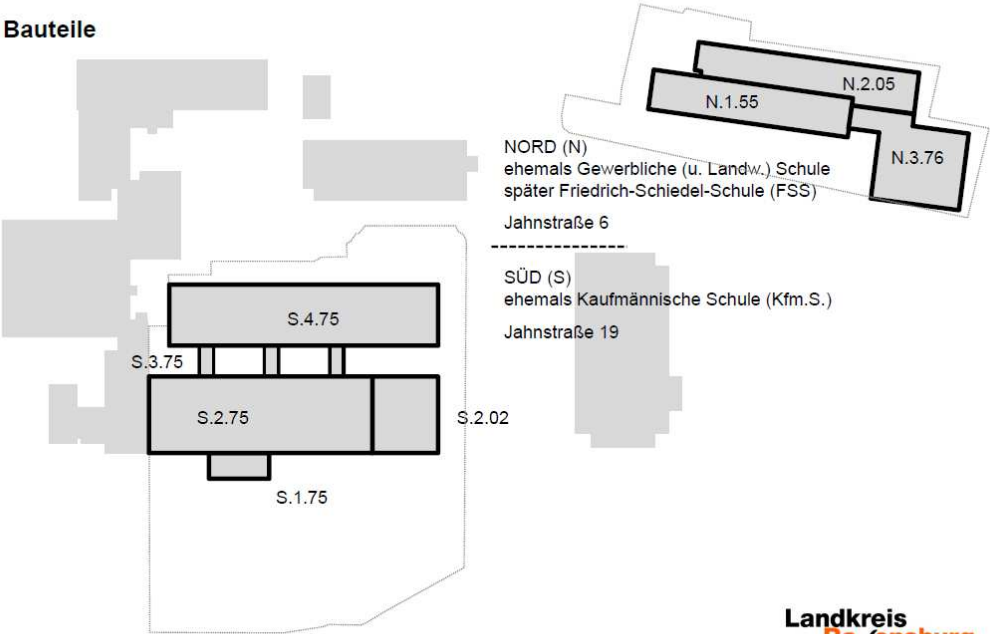 Bauteile
N.2.05
N.1.55
N.3.76
NORD (N)
ehemals Gewerbliche (u. Landw.) Schule
später Friedrich-Schiedel-Schule (FSS)
Jahnstraße 6
SÜD (S)
ehemals Kaufmännische Schule (Kfm.S.)
Jahnstraße 19
S.4.75
S.3.75
S.2.75
S.2.02
S.1.75
Landkreis